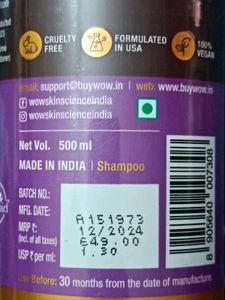 CRUELTY
FREE
FORMULATED
IN USA
100%
VEGAN
email: support@buywow.in | web: www.buywow.in
wowskinscienceindia
wowskinscienceindia
Net Vol. 500 ml
MADE IN INDIA | Shampoo
BATCH NO.
MFG. DATE
MRP ₹:
(Incl. of all taxes)
USP ₹ per ml:
A151973
12/2024
649.00
1.30
8 905640 007308
Use Before: 30 months from the date of manufacture.